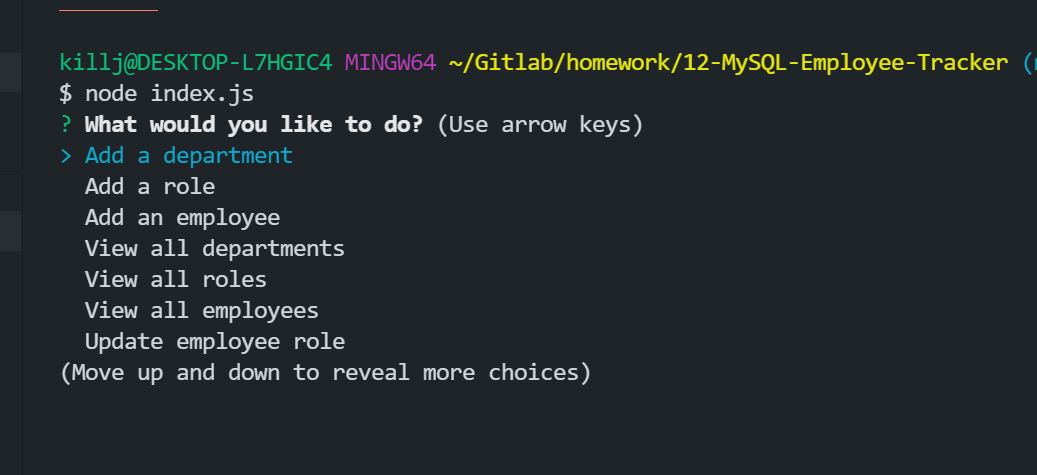 killj@DESKTOP-L7HGIC4 MINGW64 ~/Gitlab/homework/12-MySQL-Employee-Tracker (
$ node index.js
? What would you like to do? (Use arrow keys)
> Add a department
Add a role
Add an employee
View all departments
View all roles
View all employees
Update employee role
(Move up and down to reveal more choices)